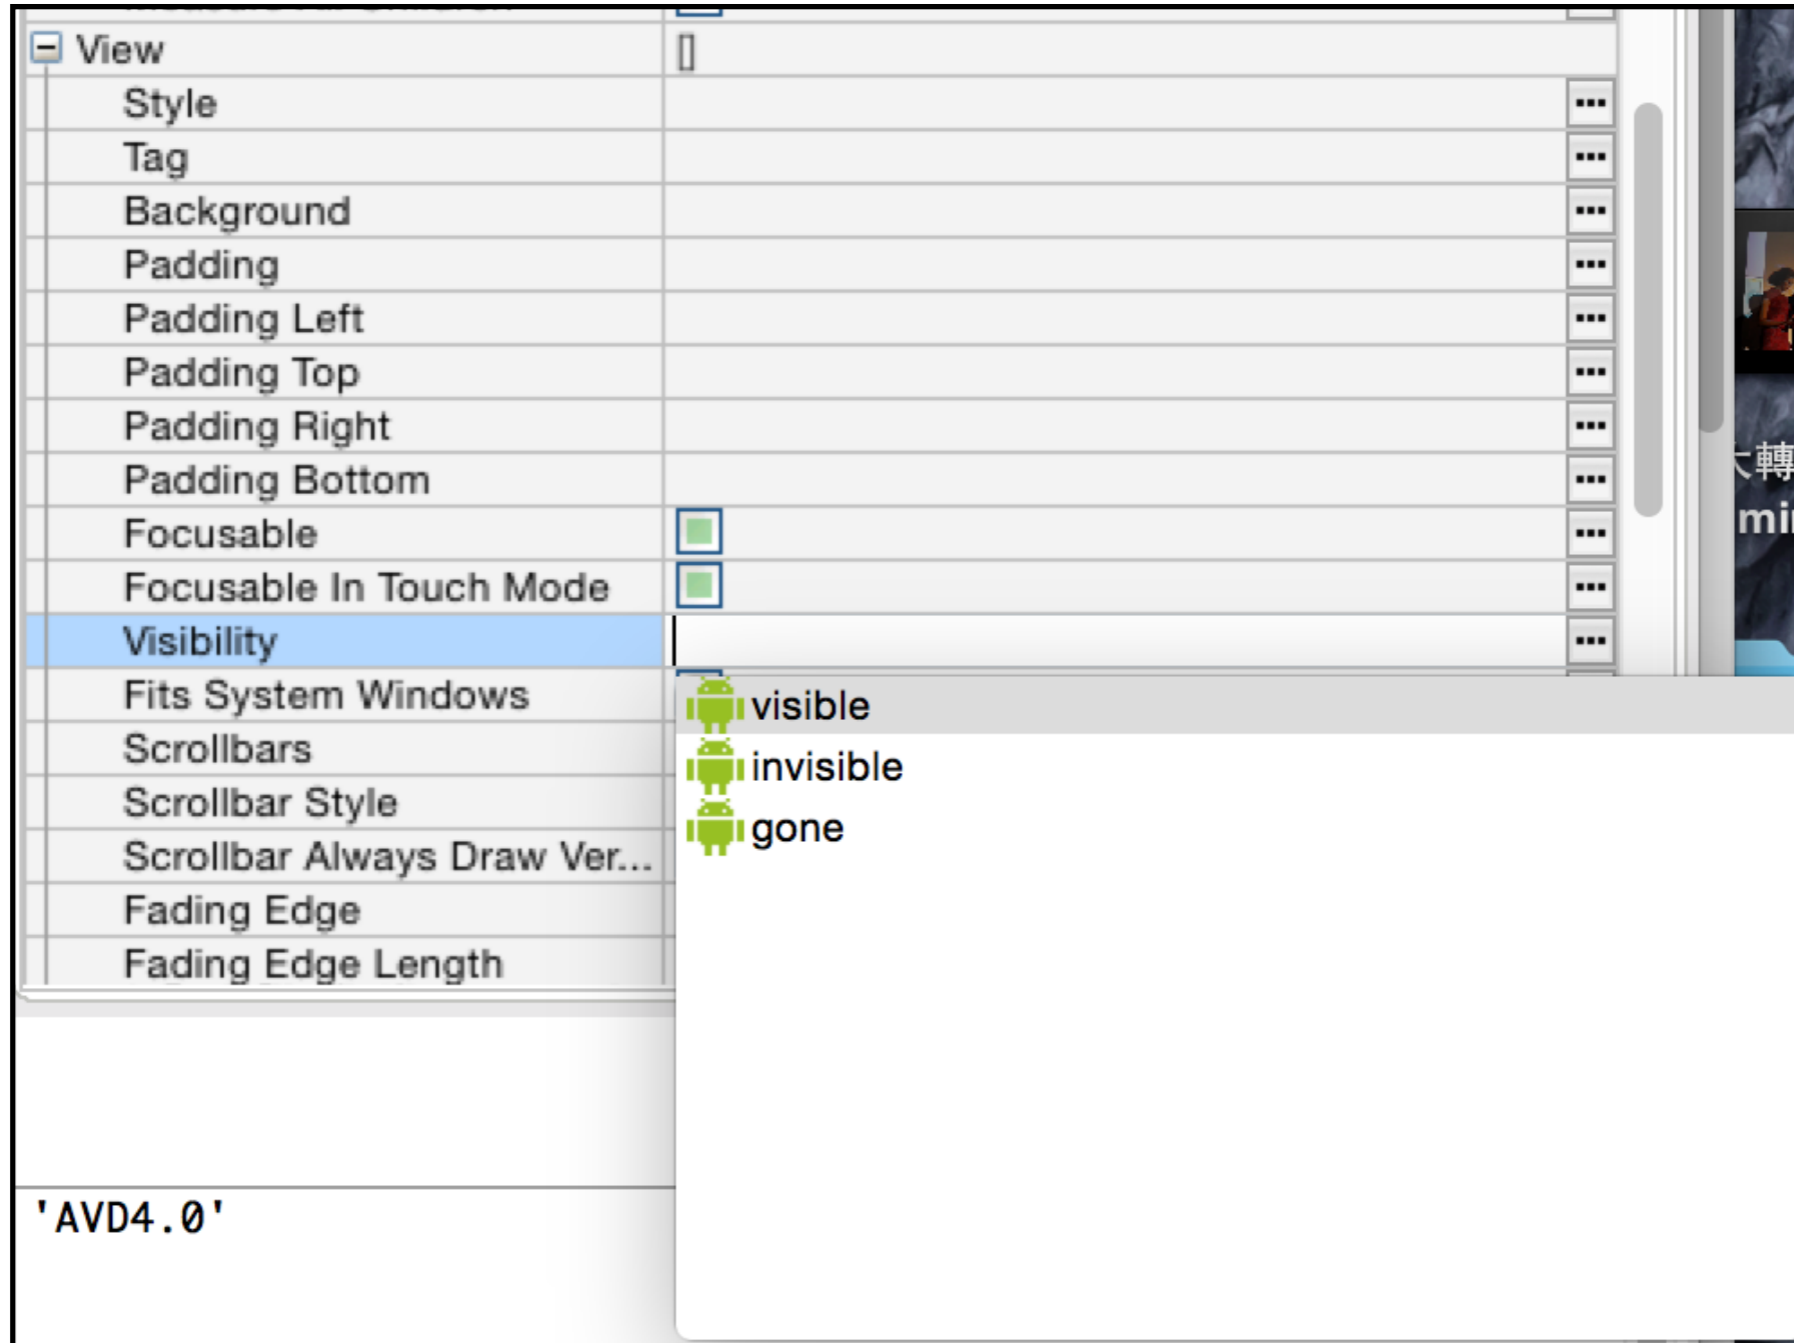 View []
Style
Tag
Background
Padding
Padding Left
Padding Top
Padding Right
Padding Bottom
Focusable
Focusable In Touch Mode
Visibility
Fits System Windows
visible
Scrollbars
invisible
Scrollbar Style
gone
Scrollbar Always Draw Ver...
Fading Edge
Fading Edge Length
'AVD4.0'
轉